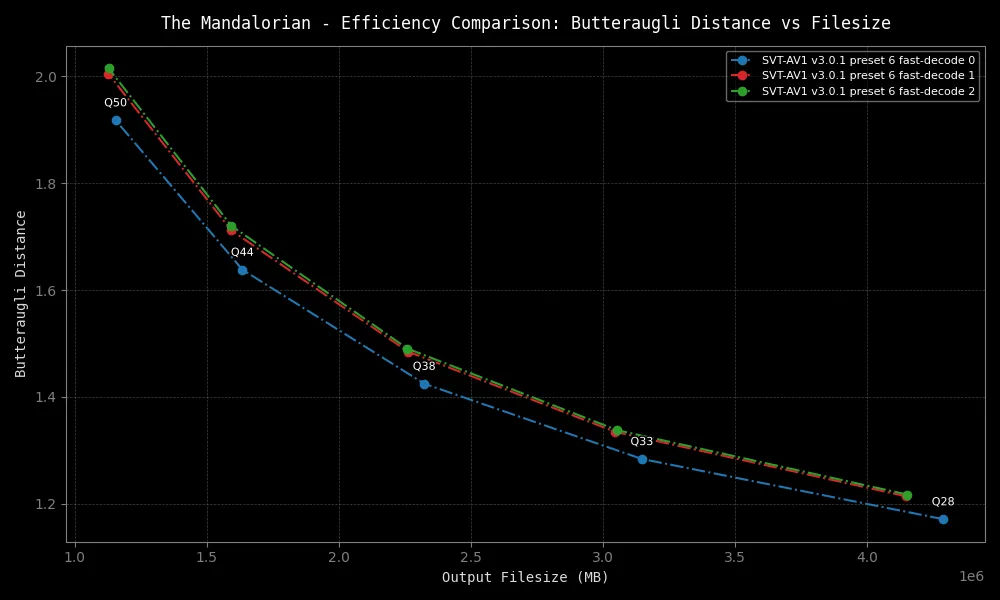 The Mandalorian - Efficiency Comparison: Butteraugli Distance vs Filesize
SVT-AV1 v3.0.1 preset 6 fast-decode 0
SVT-AV1 v3.0.1 preset 6 fast-decode 1
SVT-AV1 v3.0.1 preset 6 fast-decode 2
Butteraugli Distance
2.0
1.8
1.6
1.4
1.2
Q50
Q44
Q38
Q33
Q28
1.0
1.5
2.0
2.5
3.0
3.5
4.0
1e6
Output Filesize (MB)